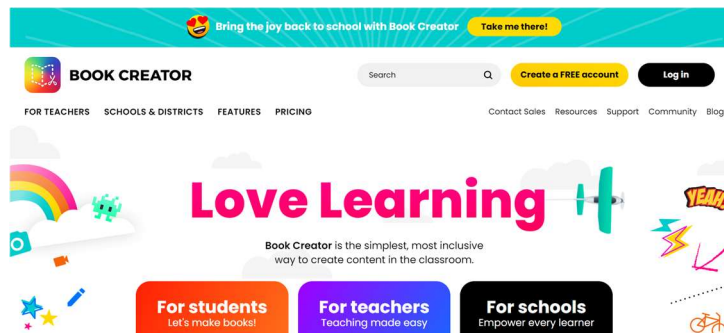 Bring the joy back to school with Book Creator
Take me there!
BOOK CREATOR
Search
Create a FREE account
Log in
FOR TEACHERS SCHOOLS & DISTRICTS FEATURES PRICING
Contact Sales Resources Support Community Blog
Love Learning
YEAH
Book Creator is the simplest, most inclusive
way to create content in the classroom.
For students
Let's make books!
For teachers
Teaching made easy
For schools
Empower every learner